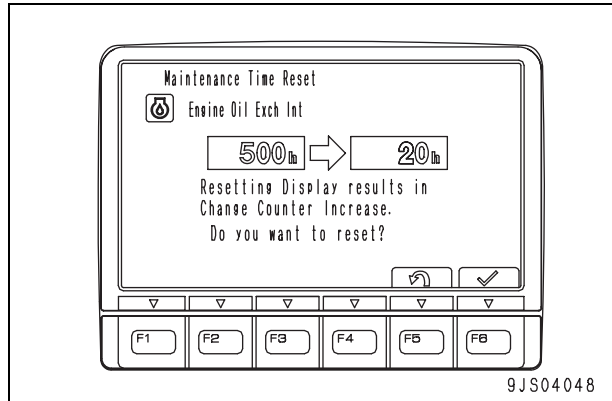 Maintenance Time Reset
Engine Oil Exch Int
500h 20h
Resetting Display results in
Change Counter Increase.
Do you want to reset?
F1 F2 F3 F4 F5 F6
9JS04048